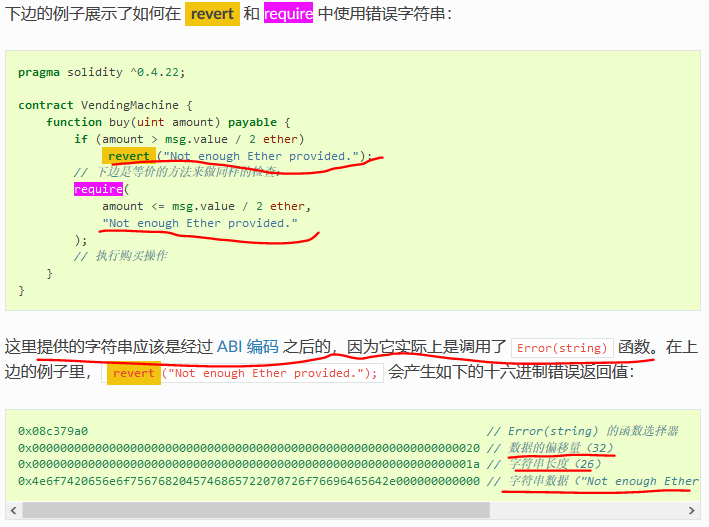 下边的例子展示了如何在 revert 和 require 中使用错误字符串：
pragma solidity ^0.4.22;
contract VendingMachine {
function buy(uint amount) payable {
if (amount > msg.value / 2 ether)
revert("Not enough Ether provided.");
// 下边是等价的方法来做同样的检查：
require(
amount <= msg.value / 2 ether,
"Not enough Ether provided."
);
// 执行购买操作
}
}
这里提供的字符串应该是经过 ABI 编码 之后的，因为它实际上是调用了 Error(string) 函数。在上
边的例子里，revert("Not enough Ether provided."); 会产生如下的十六进制错误返回值：
0x08c379a0 // Error(string) 的函数选择器
0x0000000000000000000000000000000000000000000000000000000000000020 // 数据的偏移量（32）
0x000000000000000000000000000000000000000000000000000000000000001a // 字符串长度（26）
0x4e6f7420656e6f7567682045746865722070726f76696465642e000000000000 // 字符串数据（"Not enough Ether